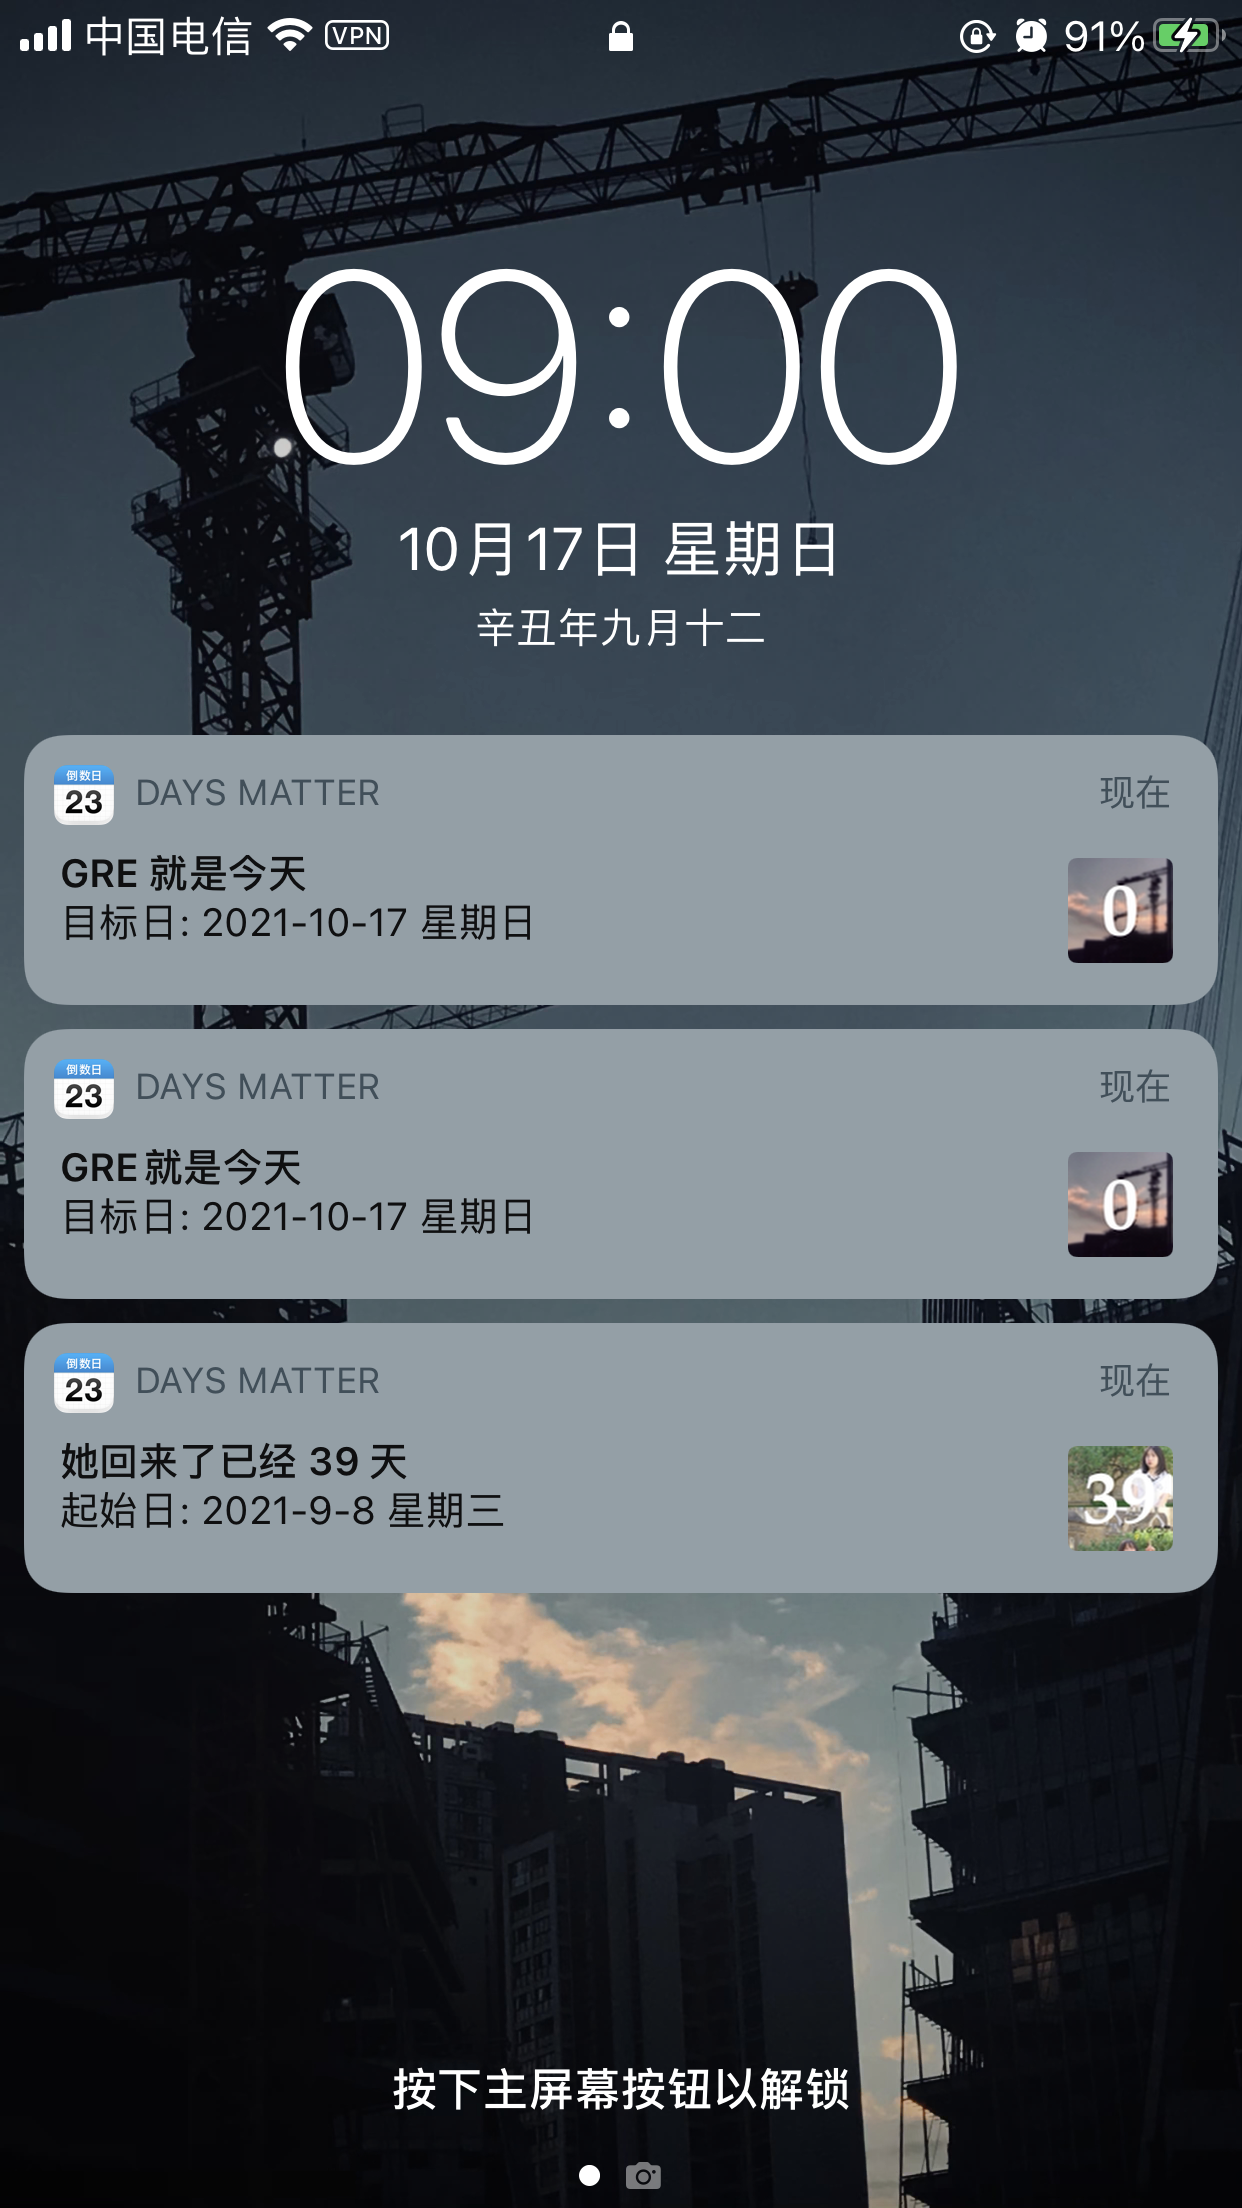 中国电信 VPN 91%
09:00
10月17日 星期日
辛丑年九月十二
倒数日
23
DAYS MATTER 现在
GRE 就是今天
目标日: 2021-10-17 星期日
0
倒数日
23
DAYS MATTER 现在
GRE就是今天
目标日: 2021-10-17 星期日
0
倒数日
23
DAYS MATTER 现在
她回来了已经 39 天
起始日: 2021-9-8 星期三
39
按下主屏幕按钮以解锁